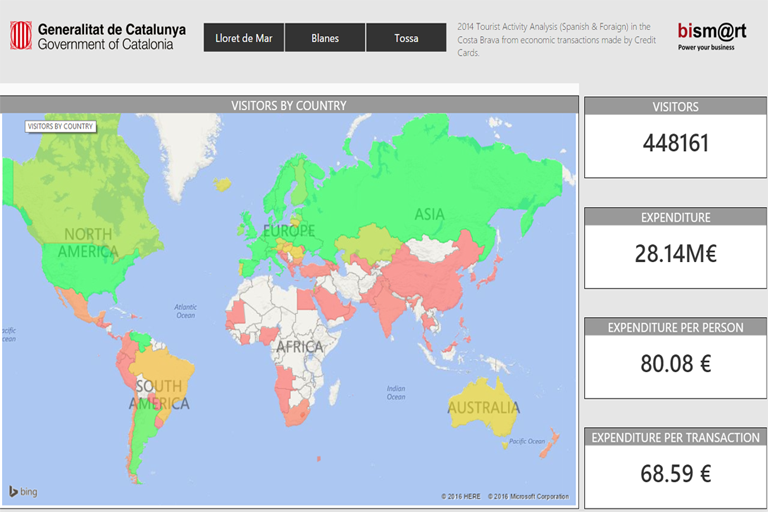 Generalitat de Catalunya
Government of Catalonia
Lloret de Mar
Blanes
Tossa
2014 Tourist Activity Analysis (Spanish & Foraign) in the
Costa Brava from economic transactions made by Credit
Cards.
bism@rt
Power your business
VISITORS BY COUNTRY
VISITORS BY COUNTRY
NORTH
AMERICA
EUROPE
ASIA
Atlantic
Ocean
acific
cean
AFRICA
SOUTH
AMERICA
Indian
Ocean
AUSTRALIA
Pacific Ocean
bing
© 2016 HERE © 2016 Microsoft Corporation
VISITORS
448161
EXPENDITURE
28.14M€
EXPENDITURE PER PERSON
80.08 €
EXPENDITURE PER TRANSACTION
68.59 €